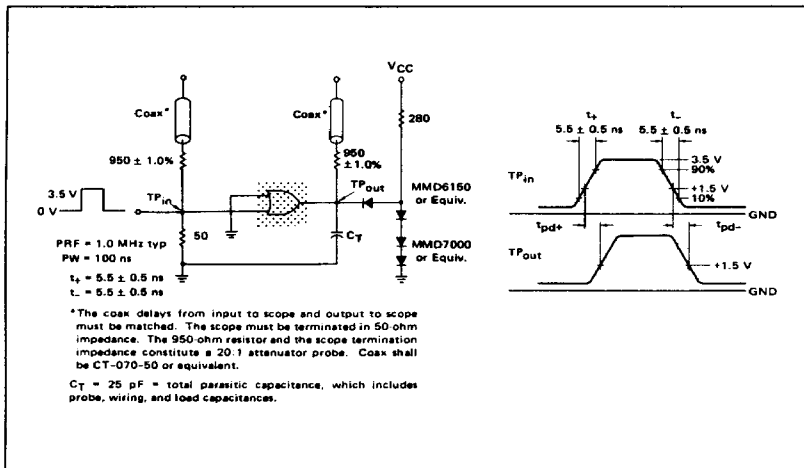 VCC
Coax*
Coax*
280
950 ± 1.0%
950
± 1.0%
MMD6150
or Equiv.
3.5 V
0 V
TPin
TPout
50
CT
MMD7000
or Equiv.
PRF = 1.0 MHz typ
PW = 100 ns
t+ = 5.5 ± 0.5 ns
t− = 5.5 ± 0.5 ns
*The coax delays from input to scope and output to scope
must be matched. The scope must be terminated in 50-ohm
impedance. The 950-ohm resistor and the scope termination
impedance constitute a 20:1 attenuator probe. Coax shall
be CT-070-50 or equivalent.
CT = 25 pF = total parasitic capacitance, which includes
probe, wiring, and load capacitances.
t+
5.5 ± 0.5 ns
t−
5.5 ± 0.5 ns
TPin
3.5 V
90%
+1.5 V
10%
GND
tpd+
tpd−
TPout
+1.5 V
GND